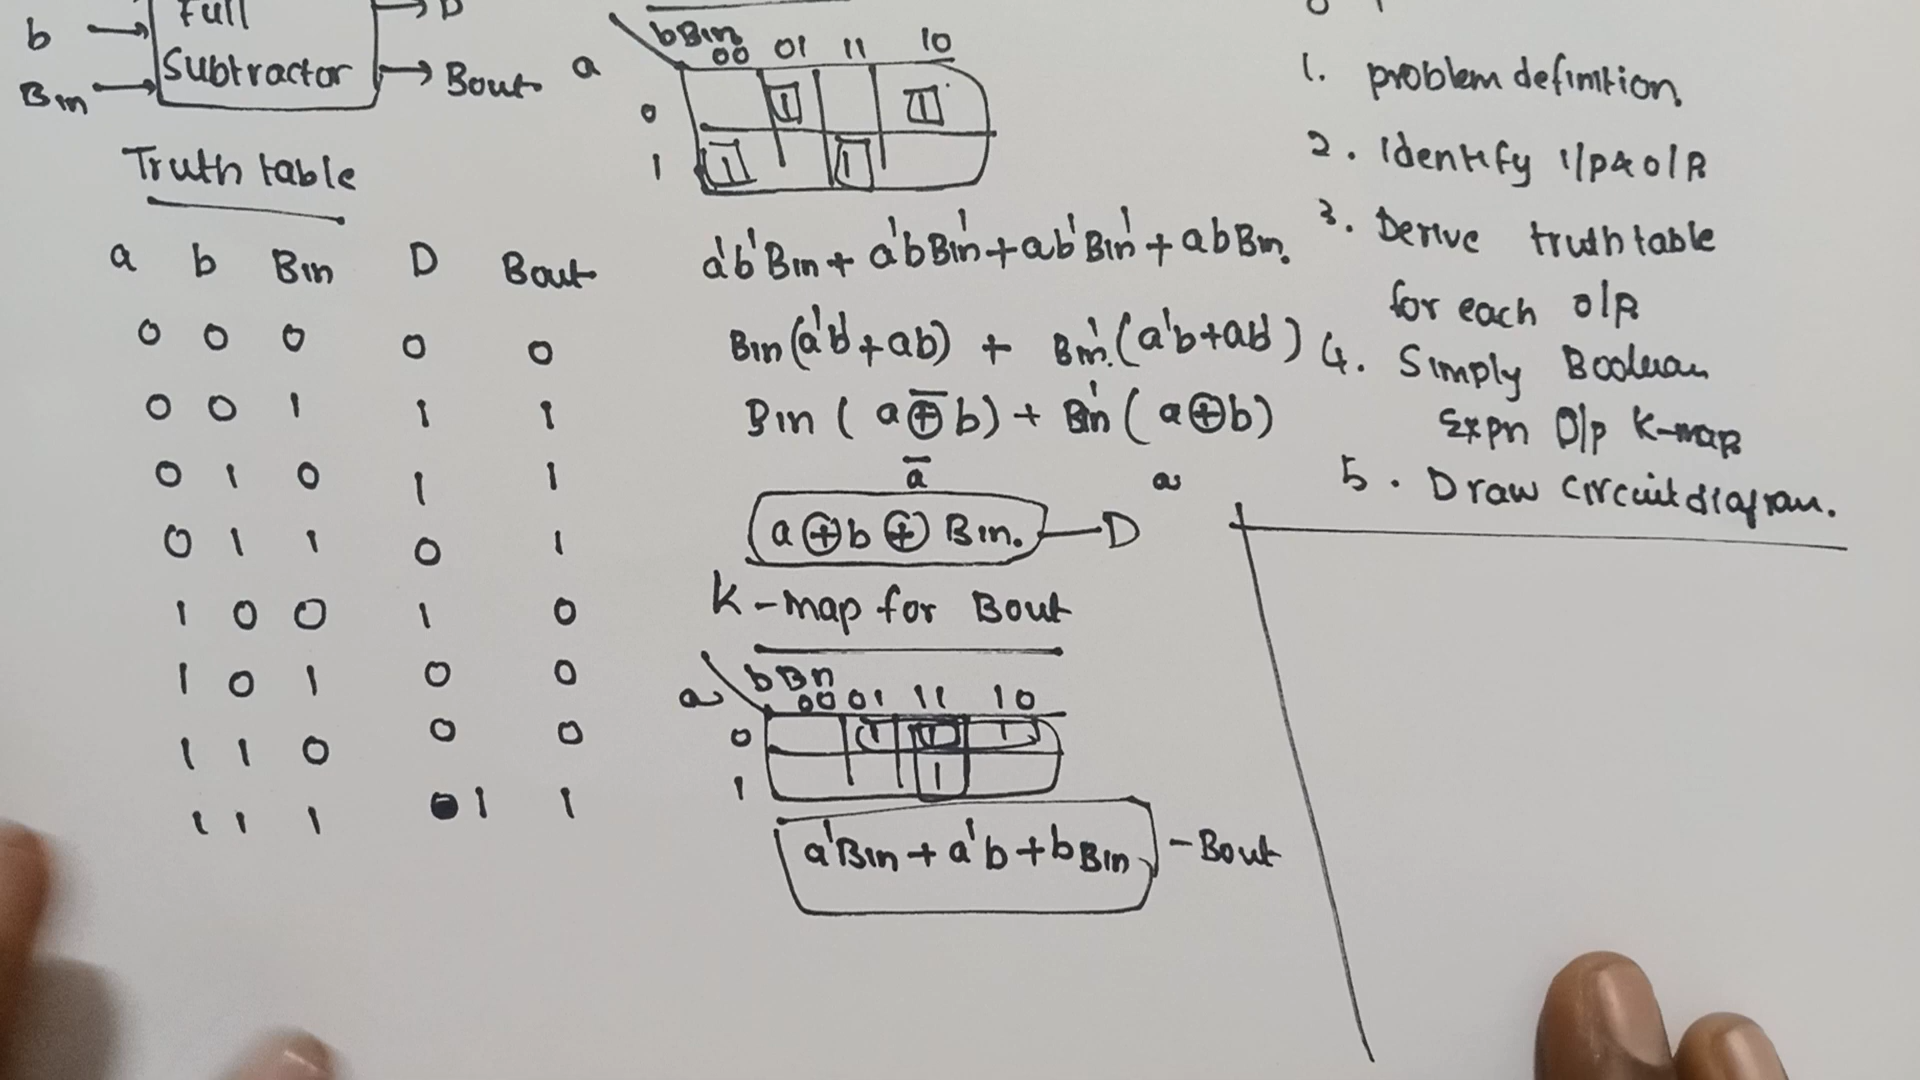 b
Bin
Full
Subtractor
D
Bout
Truth table
a b Bin D Bout
0 0 0 0 0
0 0 1 1 1
0 1 0 1 1
0 1 1 0 1
1 0 0 1 0
1 0 1 0 0
1 1 0 0 0
1 1 1 1 1
bBin
a
00 01 11 10
0 1 1
1 1 1
a'b'Bin + a'bBin' + ab'Bin' + abBin.
Bin(a'b' + ab) + Bin'(a'b + ab')
Bin ( a ⊕̅ b) + Bin' ( a ⊕ b)
a̅ a
a ⊕ b ⊕ Bin. — D
K-map for Bout
bBin
a
00 01 11 10
0 1 1 1
1 1
a'Bin + a'b + bBin - Bout
1. problem definition.
2. Identify i/p & o/p
3. Derive truth table
for each o/p
4. Simply Boolean
Expn O/p K-map
5. Draw circuit diagram.